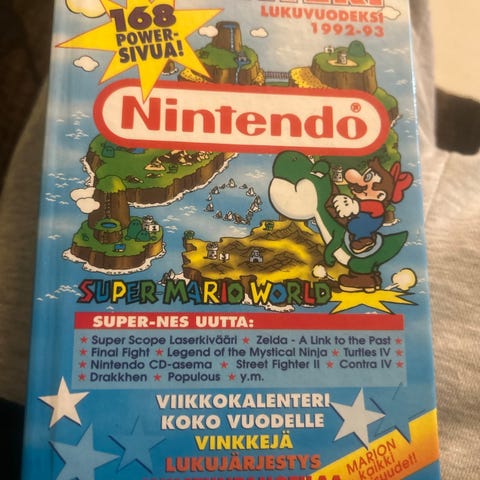 168
POWER-
SIVUA!
LUKUVUODEKSI
1992-93
Nintendo®
SUPER MARIO WORLD
SUPER-NES UUTTA:
★ Super Scope Laserkivääri ★ Zelda - A Link to the Past ★
★ Final Fight ★ Legend of the Mystical Ninja ★ Turtles IV ★
★ Nintendo CD-asema ★ Street Fighter II ★ Contra IV ★
★ Drakkhen ★ Populous ★ y.m.
VIIKKOKALENTERI
KOKO VUODELLE
VINKKEJÄ
LUKUJÄRJESTYS
MARION
kaikki